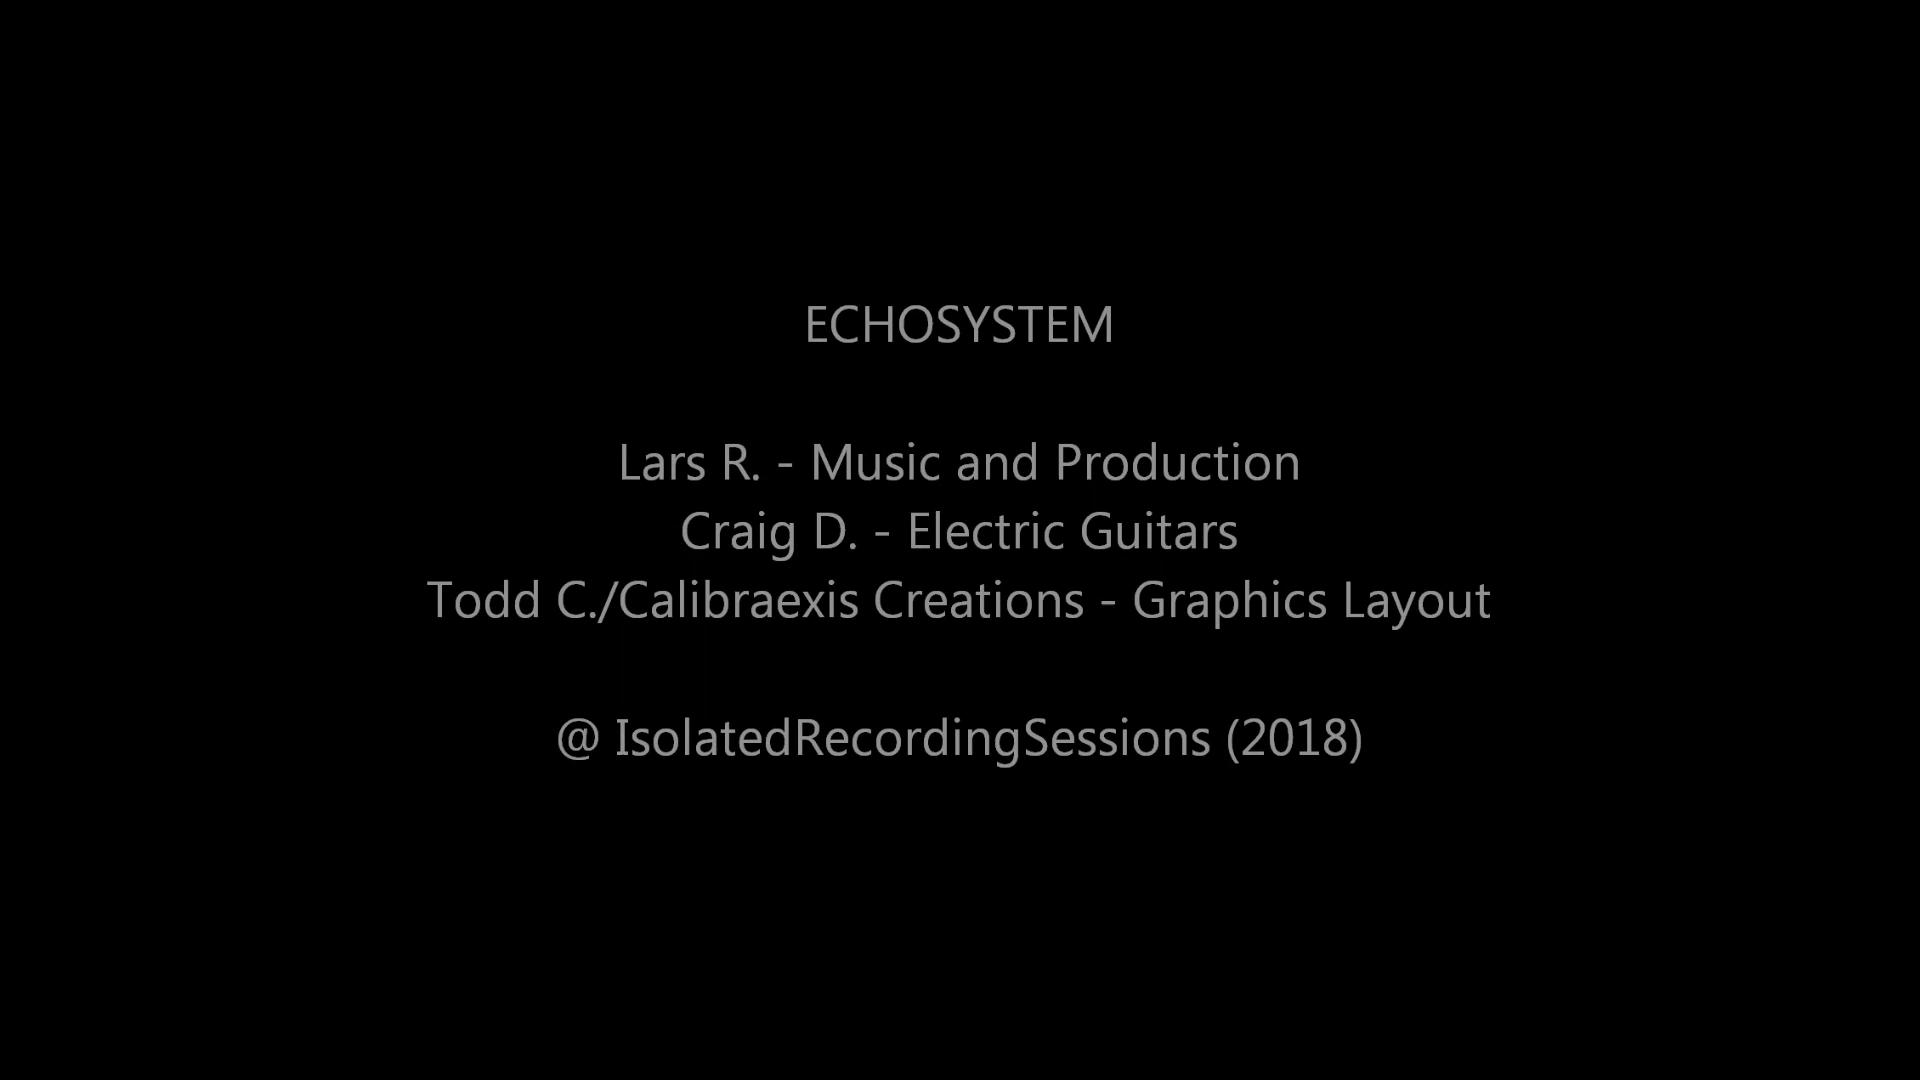 ECHOSYSTEM
Lars R. - Music and Production
Craig D. - Electric Guitars
Todd C./Calibraexis Creations - Graphics Layout
@ IsolatedRecordingSessions (2018)